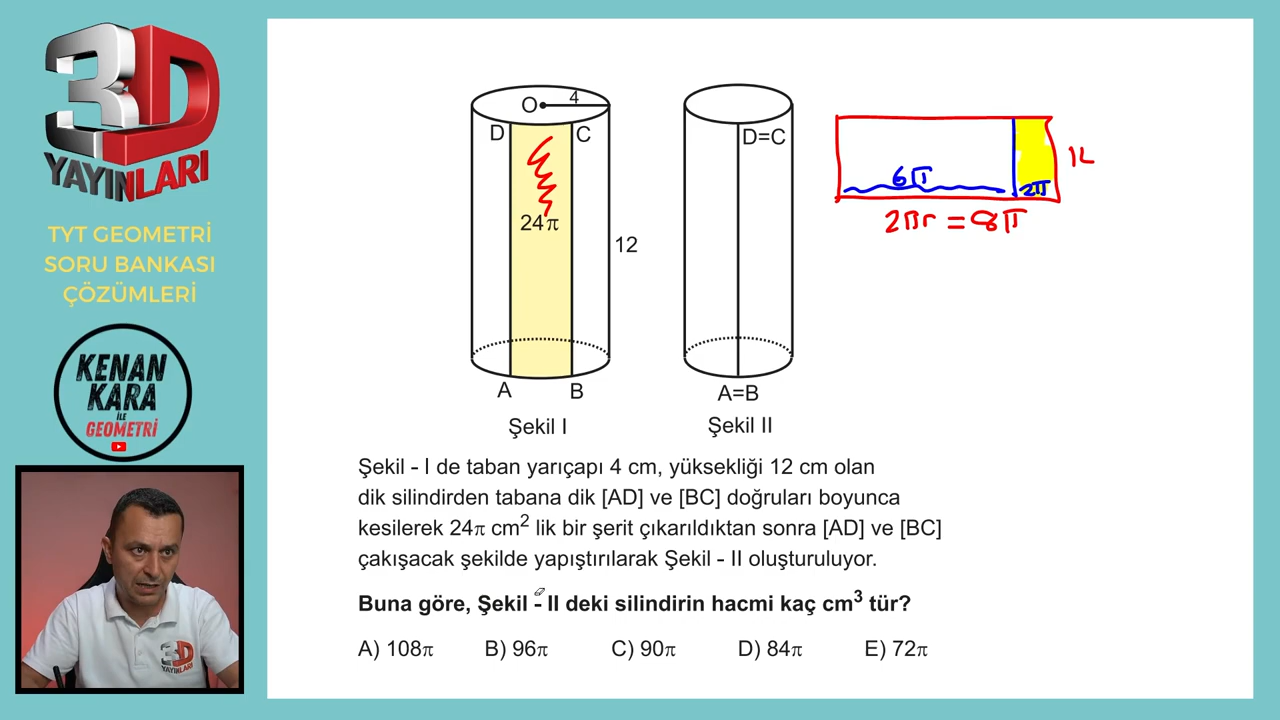 3D
YAYINLARI
TYT GEOMETRİ
SORU BANKASI
ÇÖZÜMLERİ
KENAN
KARA
İLE
GEOMETRİ
3D
YAYINLARI
O 4
D C
24π
12
A B
Şekil I
D=C
A=B
Şekil II
6π
2π
12
2πr = 8π
Şekil - I de taban yarıçapı 4 cm, yüksekliği 12 cm olan
dik silindirden tabana dik [AD] ve [BC] doğruları boyunca
kesilerek 24π cm² lik bir şerit çıkarıldıktan sonra [AD] ve [BC]
çakışacak şekilde yapıştırılarak Şekil - II oluşturuluyor.
Buna göre, Şekil - II deki silindirin hacmi kaç cm³ tür?
A) 108π B) 96π C) 90π D) 84π E) 72π